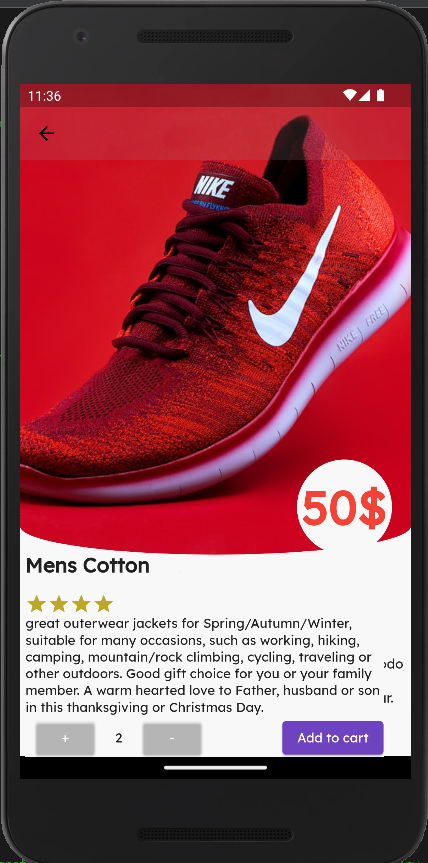 11:36
NIKE
NIKE FREE
50$
Mens Cotton
great outerwear jackets for Spring/Autumn/Winter,
suitable for many occasions, such as working, hiking,
camping, mountain/rock climbing, cycling, traveling or
other outdoors. Good gift choice for you or your family
member. A warm hearted love to Father, husband or son
in this thanksgiving or Christmas Day.
+ 2 - Add to cart